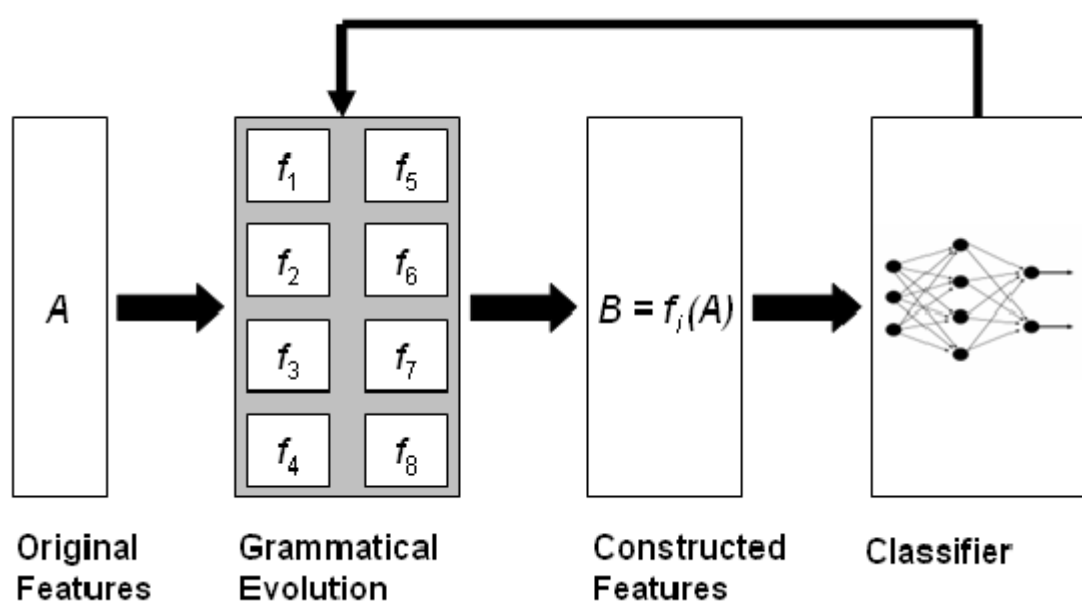 f1 f5
f2 f6
A
B = fi(A)
f3 f7
f4 f8
Original
Features
Grammatical
Evolution
Constructed
Features
Classifier